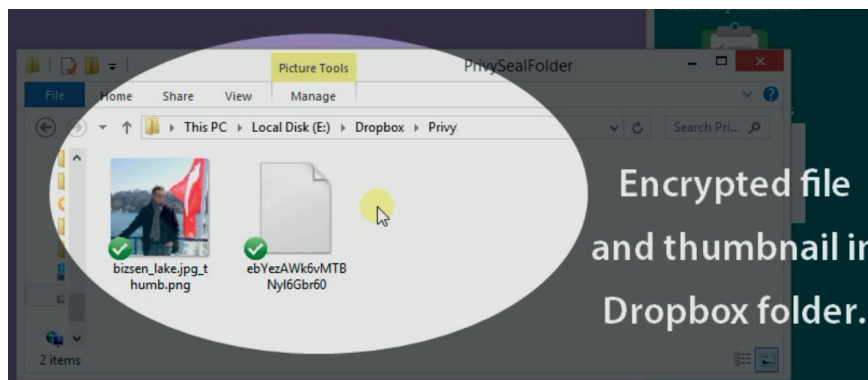 Picture Tools
PrivySealFolder
File Home Share View Manage
This PC Local Disk (E:) Dropbox Privy
Search Pri...
bizsen_lake.jpg_t
humb.png
ebYezAWk6vMTB
Nyl6Gbr60
2 items
Encrypted file
and thumbnail in
Dropbox folder.